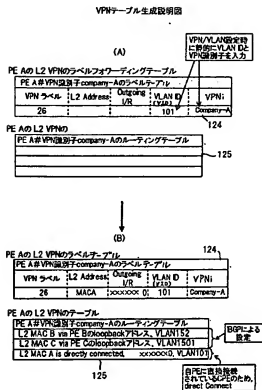 VPNテーブル生成説明図
(A)
VPN/VLAN設定時に静的にVLAN IDとVPN識別子を入力
PE AのL2 VPNのラベルフォワーディングテーブル
PE A#VPN識別子company-Aのラベルテーブル
VPN ラベル L2 Address Outgoing I/R VLAN ID (VID) VPNi
26 101 Company-A
124
PE AのL2 VPNの
PE A#VPN識別子company-Aのルーティングテーブル
125
(B)
PE AのL2 VPNのラベルテーブル
124
PE A#VPN識別子company-Aのラベルテーブル
VPN ラベル L2 Address Outgoing I/R VLAN ID (VID) VPNi
26 MACA xxxxxx 0 101 Company-A
PE AのL2 VPNのテーブル
PE A#VPN識別子company-Aのルーティングテーブル
L2 MAC B via PE Bのloopbackアドレス、VLAN152
L2 MAC C via PE Cのloopbackアドレス、VLAN1501
L2 MAC A is directly connected, xxxxxx0, VLAN101
BGPによる設定
125
自PEに直接接続されているCPEのため、direct Connect